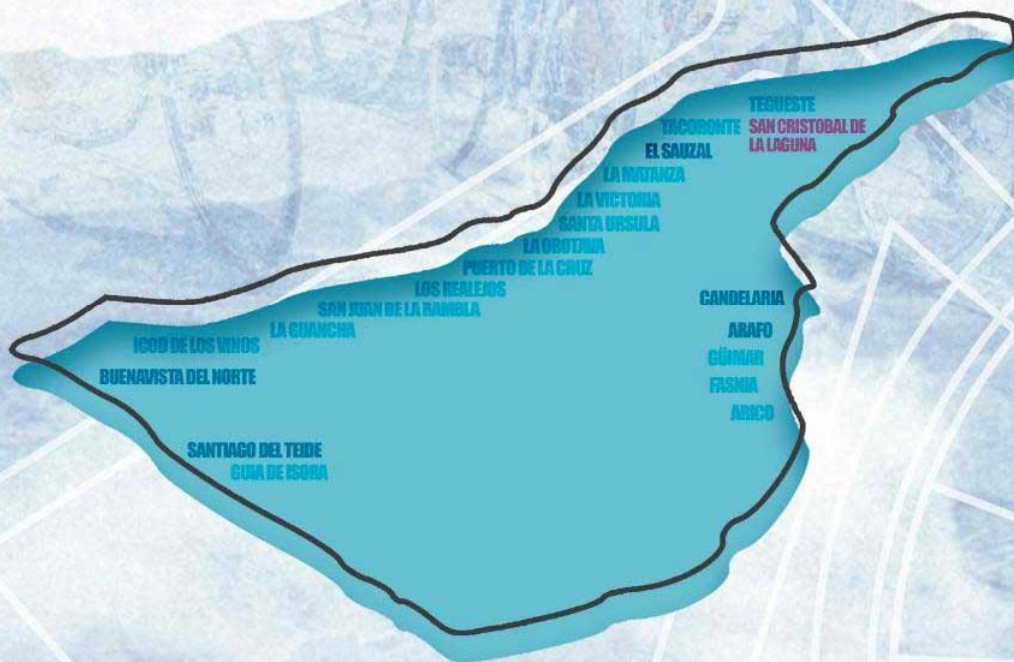 TEGUESTE
TACORONTE
SAN CRISTOBAL DE
LA LAGUNA
EL SAUZAL
LA MATANZA
LA VICTORIA
SANTA URSULA
LA OROTAVA
PUERTO DE LA CRUZ
LOS REALEJOS
SAN JUAN DE LA RAMBLA
LA GUANCHA
ICOD DE LOS VINOS
BUENAVISTA DEL NORTE
SANTIAGO DEL TEIDE
GUIA DE ISORA
CANDELARIA
ARAFO
GÜIMAR
FASNIA
ARICO